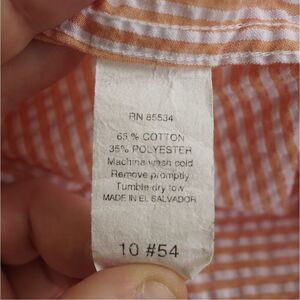 RN 85534
65 % COTTON
35% POLYESTER
Machine wash cold
Remove promptly
Tumble dry low
MADE IN EL SALVADOR
10 #54